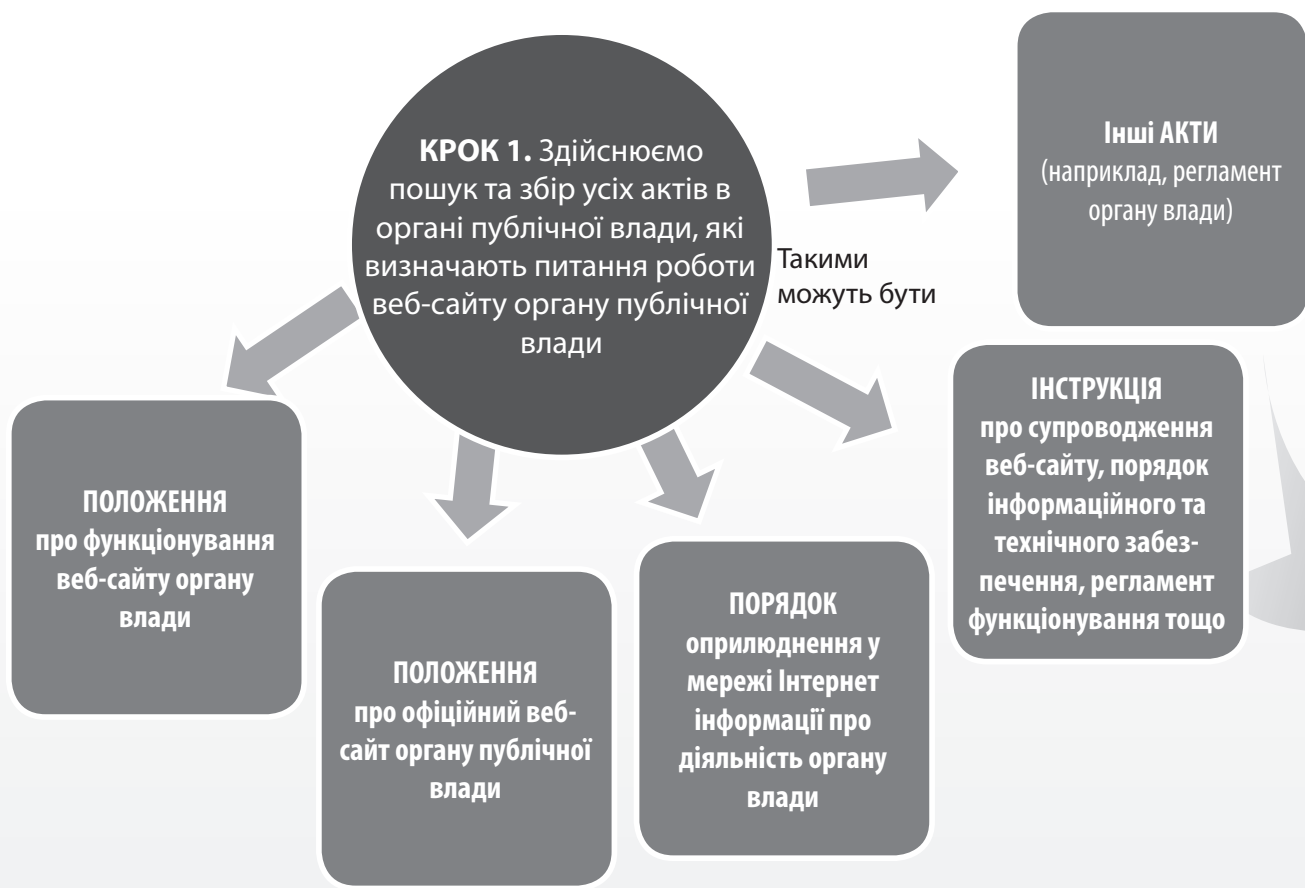 КРОК 1. Здійснюємо
пошук та збір усіх актів в
органі публічної влади, які
визначають питання роботи
веб-сайту органу публічної
влади
Такими
можуть бути
Інші АКТИ
(наприклад, регламент
органу влади)
ІНСТРУКЦІЯ
про супроводження
веб-сайту, порядок
інформаційного та
технічного забез-
печення, регламент
функціонування тощо
ПОРЯДОК
оприлюднення у
мережі Інтернет
інформації про
діяльність органу
влади
ПОЛОЖЕННЯ
про офіційний веб-
сайт органу публічної
влади
ПОЛОЖЕННЯ
про функціонування
веб-сайту органу
влади